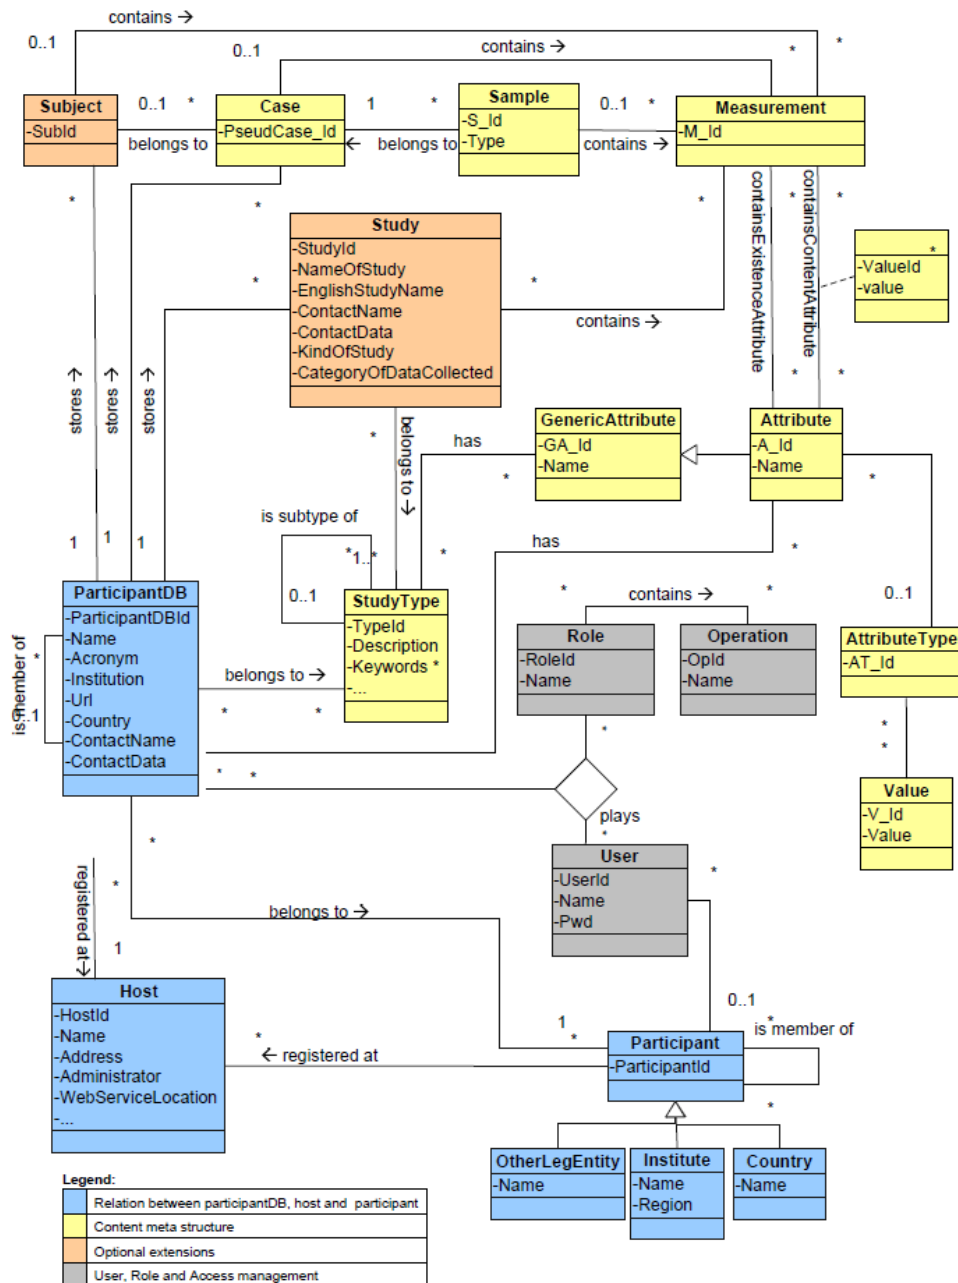 contains →
0..1
*
0..1
contains →
*
Subject
-SubId
0..1
*
belongs to
Case
-PseudCase_Id
1
*
← belongs to
Sample
-S_Id
-Type
0..1
*
contains →
Measurement
-M_Id
*
*
*
*
*
containsExistenceAttribute
containsContentAttribute
*
-ValueId
-value
Study
-StudyId
-NameOfStudy
-EnglishStudyName
-ContactName
-ContactData
-KindOfStudy
-CategoryOfDataCollected
*
*
contains →
stores →
stores →
stores →
*
belongs to →
has
*
GenericAttribute
-GA_Id
-Name
*
*
Attribute
-A_Id
-Name
*
is subtype of
*
1..*
*
0..1
has
*
1
1
1
ParticipantDB
-ParticipantDBId
-Name
-Acronym
-Institution
-Url
-Country
-ContactName
-ContactData
is member of
*
0..1
StudyType
-TypeId
-Description
-Keywords *
-...
belongs to →
*
*
*
contains →
*
Role
-RoleId
-Name
Operation
-OpId
-Name
0..1
AttributeType
-AT_Id
*
*
Value
-V_Id
-Value
*
*
*
plays
*
User
-UserId
-Name
-Pwd
*
*
registered at →
*
1
belongs to →
Host
-HostId
-Name
-Address
-Administrator
-WebServiceLocation
-...
*
← registered at
1
*
0..1
*
is member of
Participant
-ParticipantId
*
OtherLegEntity
-Name
Institute
-Name
-Region
Country
-Name
Legend:
Relation between participantDB, host and participant
Content meta structure
Optional extensions
User, Role and Access management